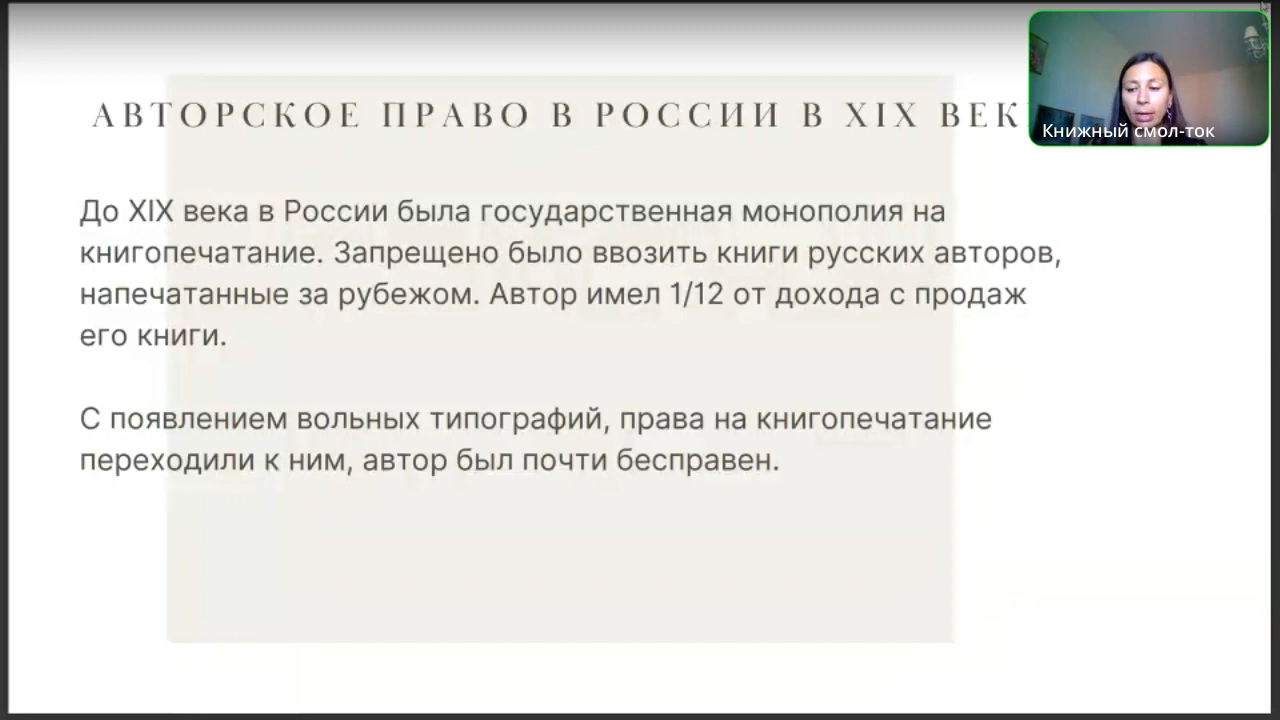 АВТОРСКОЕ ПРАВО В РОССИИ В XIX ВЕК
Книжный смол-ток
До XIX века в России была государственная монополия на
книгопечатание. Запрещено было ввозить книги русских авторов,
напечатанные за рубежом. Автор имел 1/12 от дохода с продаж
его книги.
С появлением вольных типографий, права на книгопечатание
переходили к ним, автор был почти бесправен.